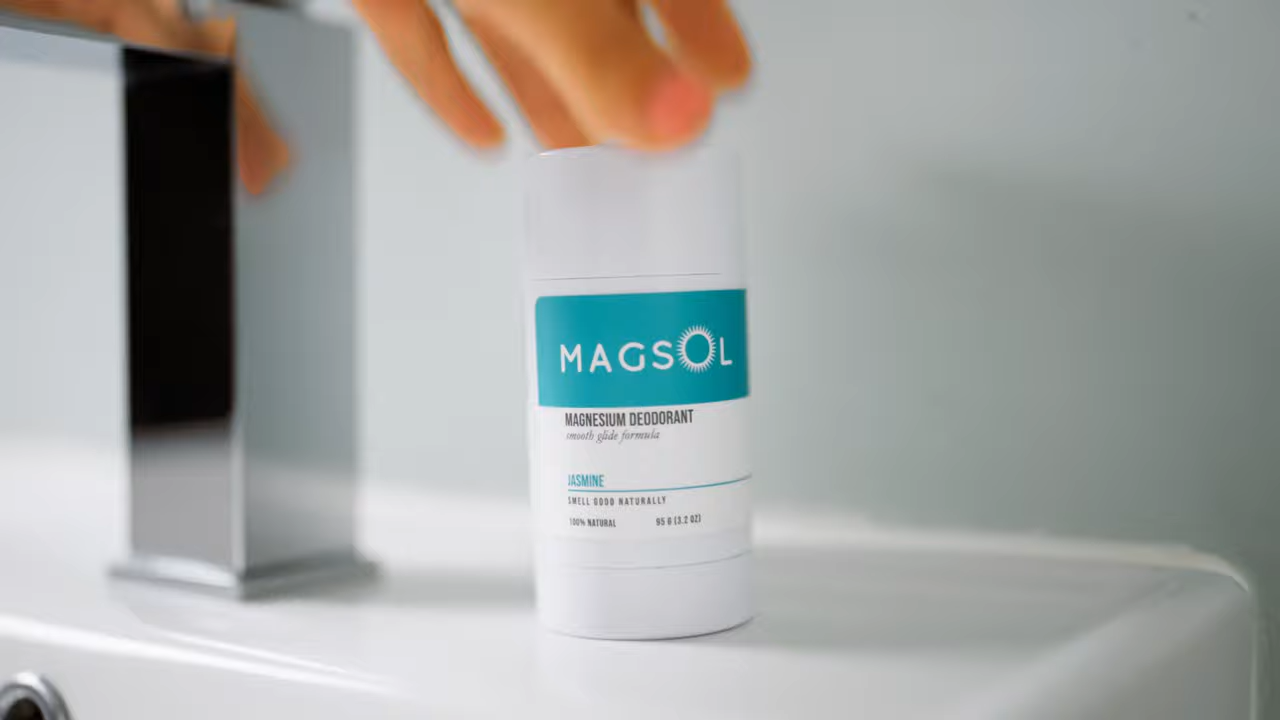 MAGSOL
MAGNESIUM DEODORANT
smooth glide formula
JASMINE
SMELL GOOD NATURALLY
100% NATURAL 95 G (3.2 OZ)